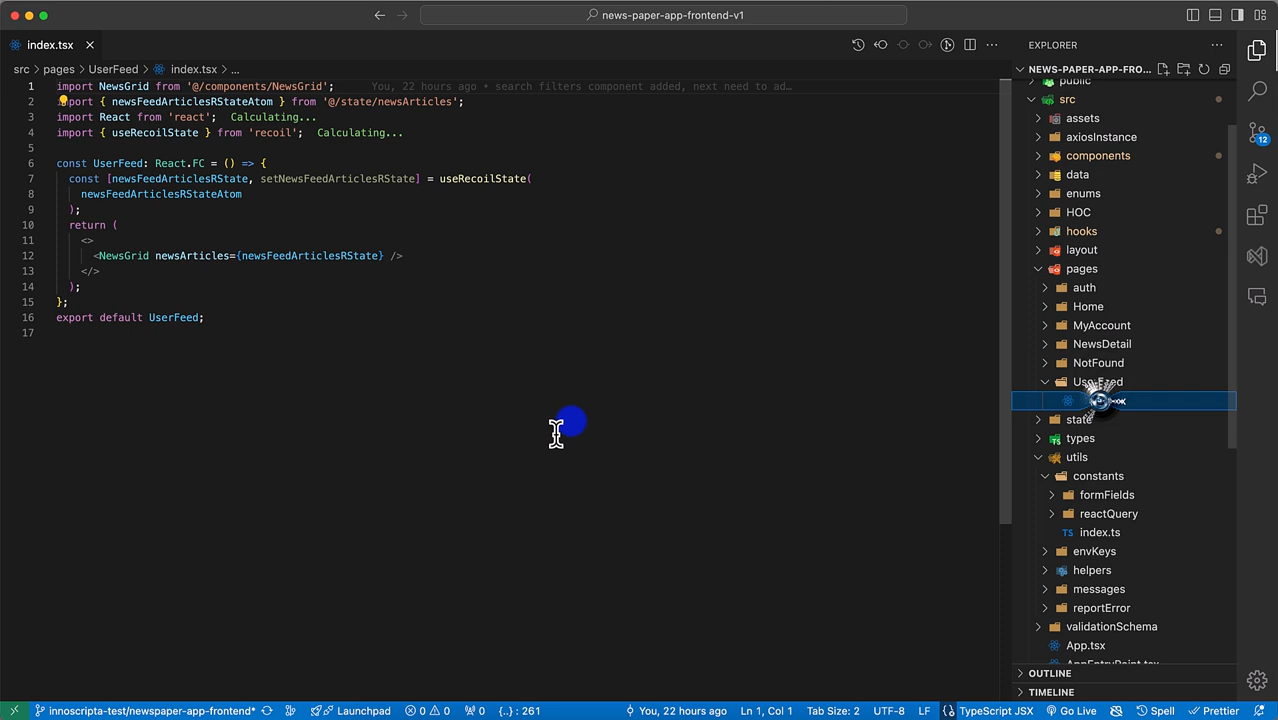 news-paper-app-frontend-v1
index.tsx
src > pages > UserFeed > index.tsx > ...
1 import NewsGrid from '@/components/NewsGrid'; You, 22 hours ago • search filters component added, next need to ad…
2 import { newsFeedArticlesRStateAtom } from '@/state/newsArticles';
3 import React from 'react'; Calculating...
4 import { useRecoilState } from 'recoil'; Calculating...
5
6 const UserFeed: React.FC = () => {
7 const [newsFeedArticlesRState, setNewsFeedArticlesRState] = useRecoilState(
8 newsFeedArticlesRStateAtom
9 );
10 return (
11 <>
12 <NewsGrid newsArticles={newsFeedArticlesRState} />
13 </>
14 );
15 };
16 export default UserFeed;
17
EXPLORER
NEWS-PAPER-APP-FRO...
public
src
assets
axiosInstance
components
data
enums
HOC
hooks
layout
pages
auth
Home
MyAccount
NewsDetail
NotFound
state
types
utils
constants
formFields
reactQuery
TS index.ts
envKeys
helpers
messages
reportError
validationSchema
App.tsx
AppEntryPoint.tsx
OUTLINE
TIMELINE
12
innoscripta-test/newspaper-app-frontend* Launchpad 0 0 0 {..} : 261 You, 22 hours ago Ln 1, Col 1 Tab Size: 2 UTF-8 LF TypeScript JSX Go Live Spell Prettier